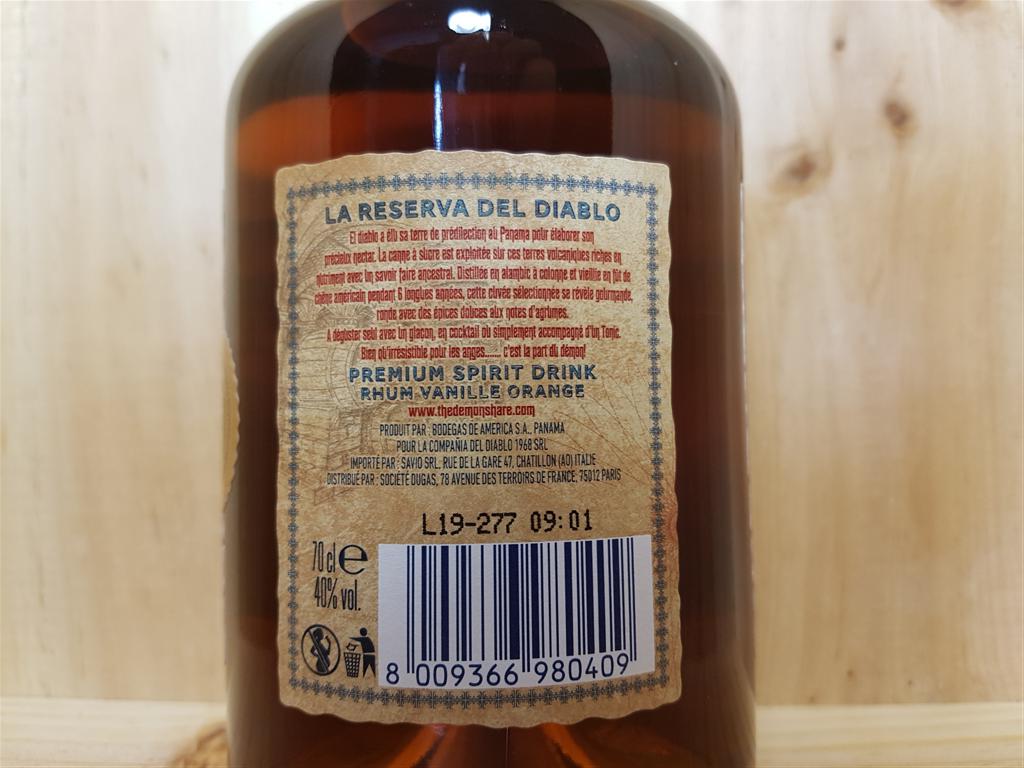 LA RESERVA DEL DIABLO
El diablo a élu sa terre de prédilection au Panama pour élaborer son
précieux nectar. La canne à sucre est exploitée sur ces terres volcaniques riches en
nutriment avec un savoir faire ancestral. Distillée en alambic à colonne et vieillie en fût de
chêne américain pendant 6 longues années, cette cuvée sélectionnée se révèle gourmande,
ronde avec des épices douces aux notes d'agrumes.
A déguster seul avec un glaçon, en cocktail ou simplement accompagné d'un Tonic.
Bien qu'irrésistible pour les anges....... c'est la part du démon!
PREMIUM SPIRIT DRINK
RHUM VANILLE ORANGE
www.thedemonshare.com
PRODUIT PAR : BODEGAS DE AMERICA S.A., PANAMA
POUR LA COMPAÑIA DEL DIABLO 1968 SRL
IMPORTÉ PAR : SAVIO SRL, RUE DE LA GARE 47, CHATILLON (AO) ITALIE
DISTRIBUÉ PAR : SOCIÉTÉ DUGAS, 78 AVENUE DES TERROIRS DE FRANCE, 75012 PARIS
L19-277 09:01
70 cl e
40% vol.
8 009366 980409